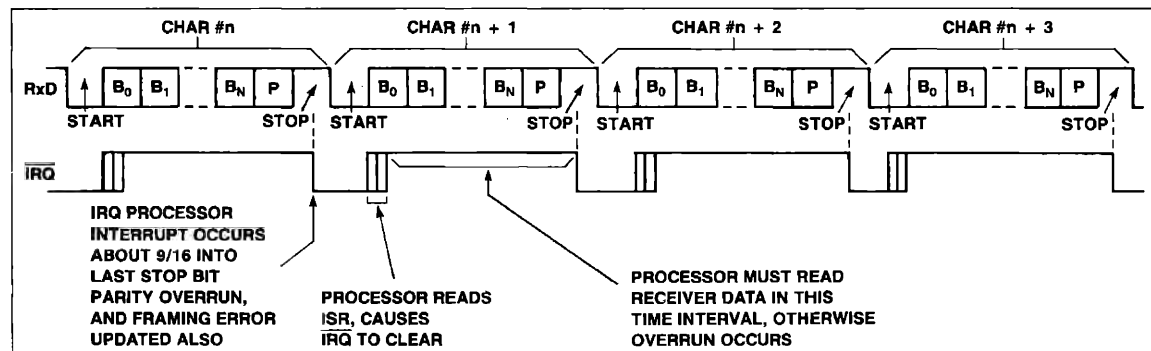 CHAR #n CHAR #n + 1 CHAR #n + 2 CHAR #n + 3
RxD B0 B1 BN P B0 B1 BN P B0 B1 BN P B0 B1 BN P
START STOP START STOP START STOP START STOP
IRQ
IRQ PROCESSOR
INTERRUPT OCCURS
ABOUT 9/16 INTO
LAST STOP BIT
PARITY OVERRUN,
AND FRAMING ERROR
UPDATED ALSO
PROCESSOR READS
ISR, CAUSES
IRQ TO CLEAR
PROCESSOR MUST READ
RECEIVER DATA IN THIS
TIME INTERVAL, OTHERWISE
OVERRUN OCCURS